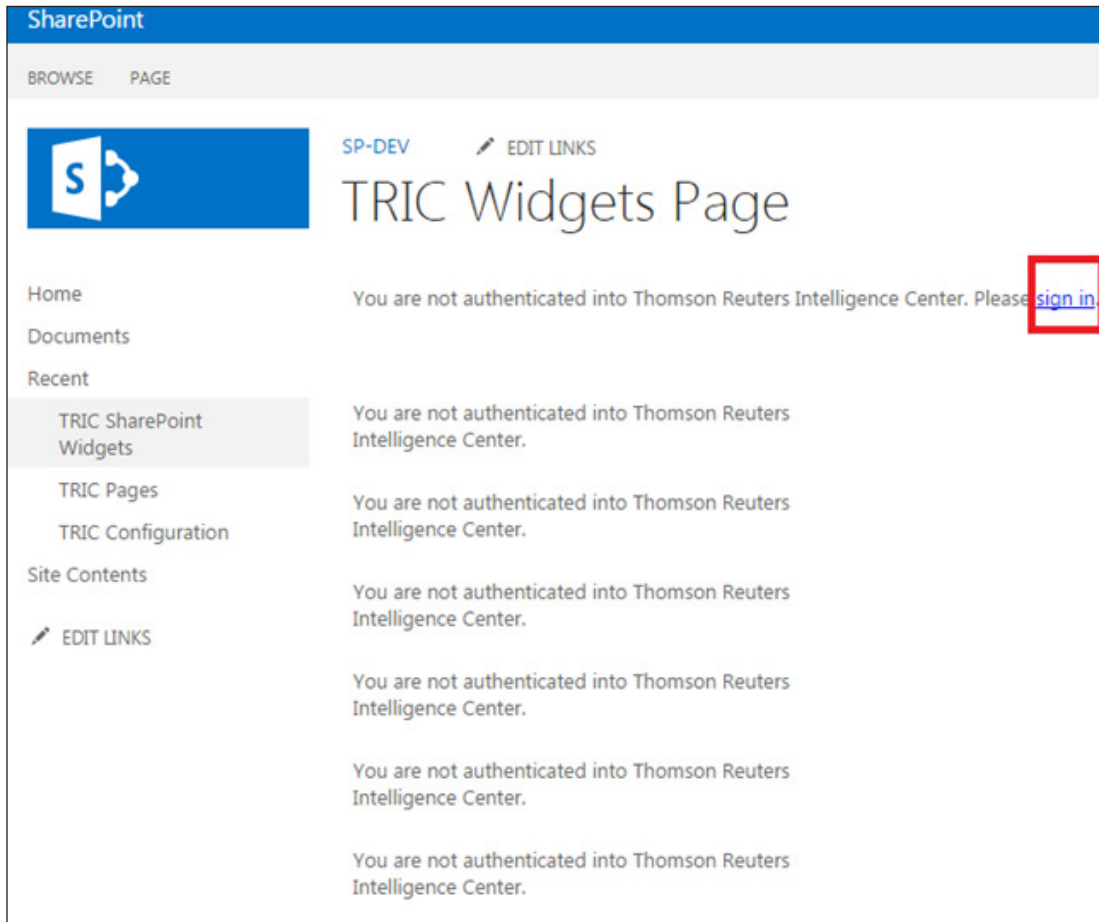 SharePoint
BROWSE PAGE
S
SP-DEV EDIT LINKS
TRIC Widgets Page
Home
Documents
Recent
TRIC SharePoint
Widgets
TRIC Pages
TRIC Configuration
Site Contents
EDIT LINKS
You are not authenticated into Thomson Reuters Intelligence Center. Please sign in.
You are not authenticated into Thomson Reuters
Intelligence Center.
You are not authenticated into Thomson Reuters
Intelligence Center.
You are not authenticated into Thomson Reuters
Intelligence Center.
You are not authenticated into Thomson Reuters
Intelligence Center.
You are not authenticated into Thomson Reuters
Intelligence Center.
You are not authenticated into Thomson Reuters
Intelligence Center.